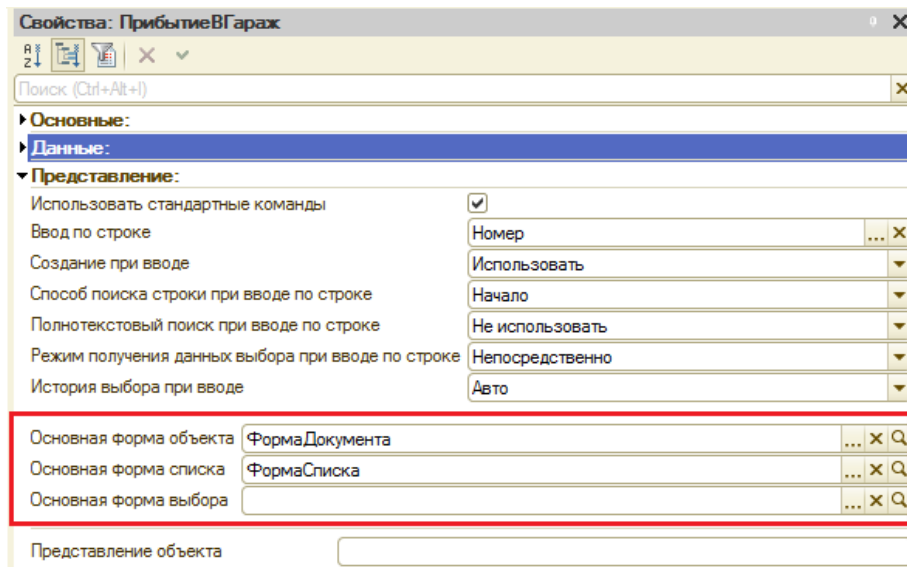 Свойства: ПрибытиеВГараж
Поиск (Ctrl+Alt+I)
Основные:
Данные:
Представление:
Использовать стандартные команды
Ввод по строке Номер ...
Создание при вводе Использовать
Способ поиска строки при вводе по строке Начало
Полнотекстовый поиск при вводе по строке Не использовать
Режим получения данных выбора при вводе по строке Непосредственно
История выбора при вводе Авто
Основная форма объекта ФормаДокумента ...
Основная форма списка ФормаСписка ...
Основная форма выбора ...
Представление объекта